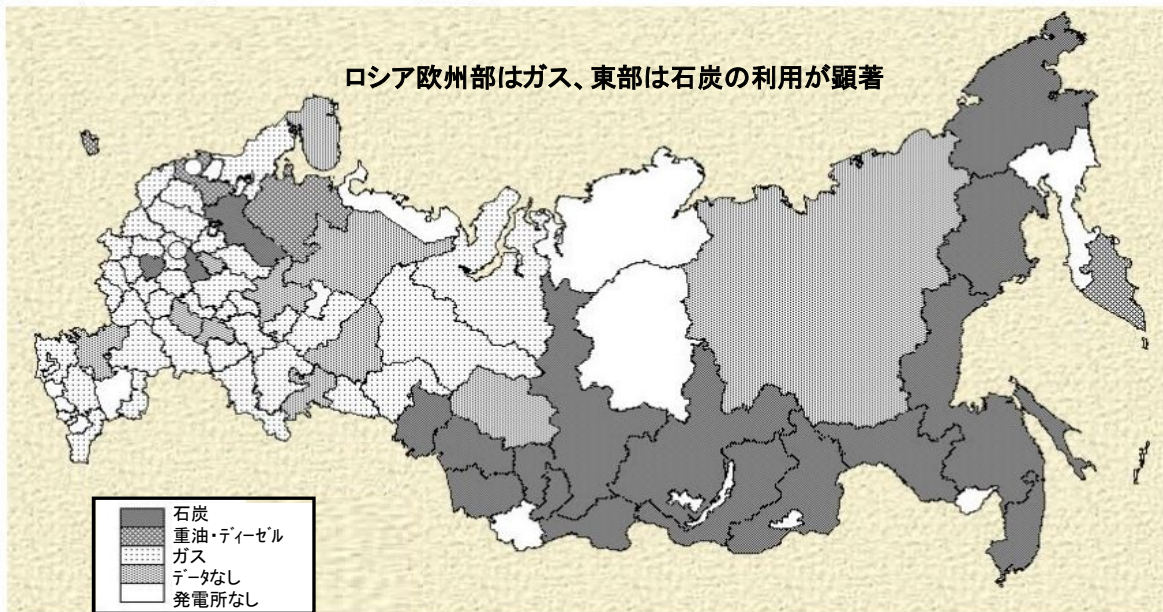 ロシア欧州部はガス、東部は石炭の利用が顕著
石炭
重油・ディーゼル
ガス
データなし
発電所なし